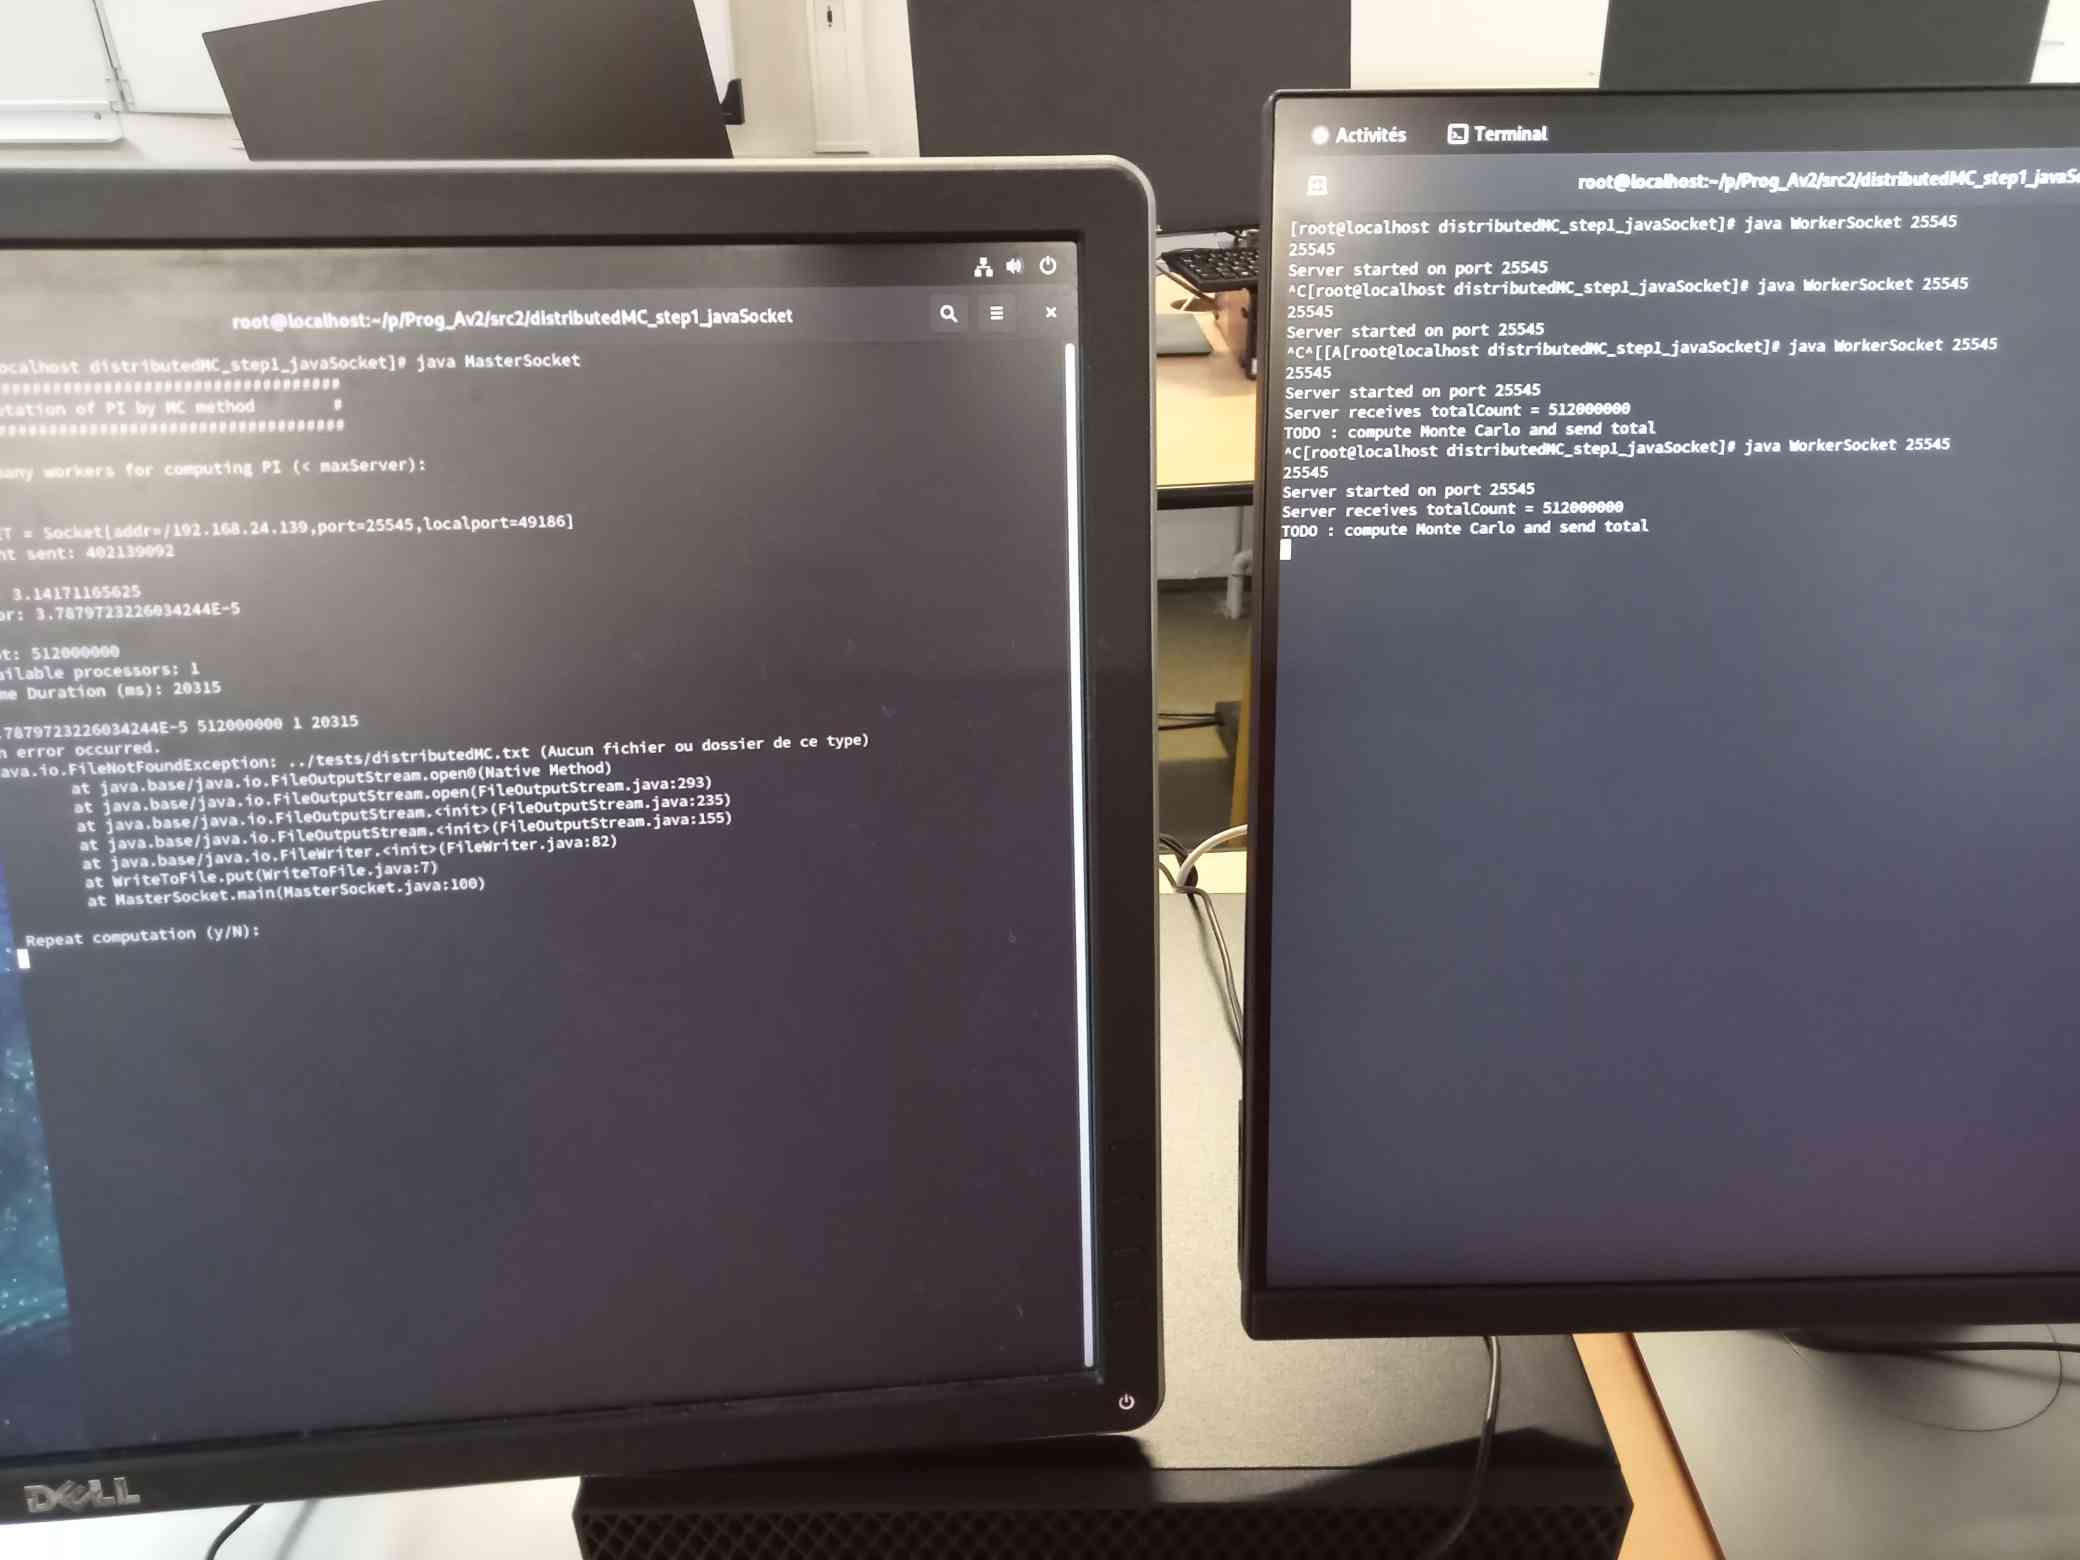 root@localhost:~/p/Prog_Av2/src2/distributedMC_step1_javaSocket
ocalhost distributedMC_step1_javaSocket]# java MasterSocket
##################################
tation of PI by MC method #
##################################
any workers for computing PI (< maxServer):
ET = Socket[addr=/192.168.24.139,port=25545,localport=49186]
nt sent: 402139092
: 3.14171165625
or: 3.7879723226034244E-5
t: 512000000
ailable processors: 1
me Duration (ms): 20315
.7879723226034244E-5 512000000 1 20315
n error occurred.
ava.io.FileNotFoundException: ../tests/distributedMC.txt (Aucun fichier ou dossier de ce type)
at java.base/java.io.FileOutputStream.open0(Native Method)
at java.base/java.io.FileOutputStream.open(FileOutputStream.java:293)
at java.base/java.io.FileOutputStream.<init>(FileOutputStream.java:235)
at java.base/java.io.FileOutputStream.<init>(FileOutputStream.java:155)
at java.base/java.io.FileWriter.<init>(FileWriter.java:82)
at WriteToFile.put(WriteToFile.java:7)
at MasterSocket.main(MasterSocket.java:100)
Repeat computation (y/N):
DELL
Activités Terminal
root@localhost:~/p/Prog_Av2/src2/distributedMC_step1_javaSo
[root@localhost distributedMC_step1_javaSocket]# java WorkerSocket 25545
25545
Server started on port 25545
^C[root@localhost distributedMC_step1_javaSocket]# java WorkerSocket 25545
25545
Server started on port 25545
^C^[[A[root@localhost distributedMC_step1_javaSocket]# java WorkerSocket 25545
25545
Server started on port 25545
Server receives totalCount = 512000000
TODO : compute Monte Carlo and send total
^C[root@localhost distributedMC_step1_javaSocket]# java WorkerSocket 25545
25545
Server started on port 25545
Server receives totalCount = 512000000
TODO : compute Monte Carlo and send total